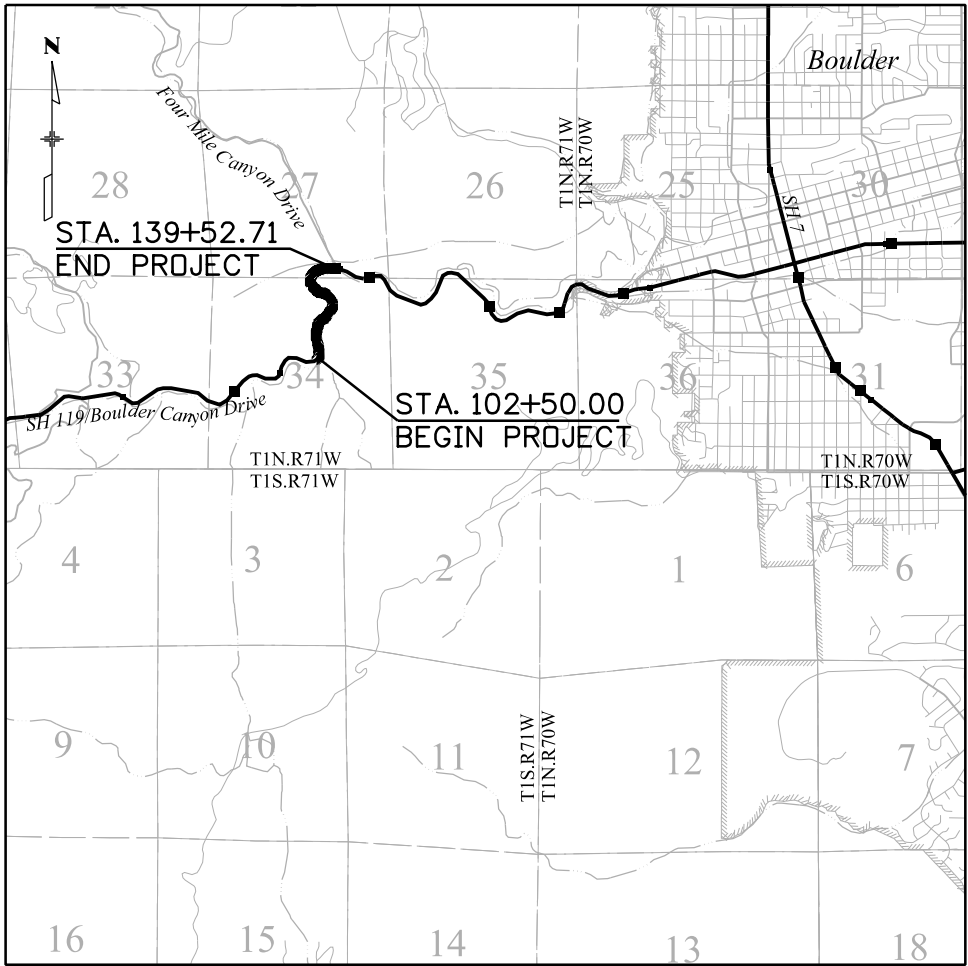 N
Boulder
Four Mile Canyon Drive
T1N.R71W
T1N.R70W
28
27
26
25
30
SH 7
STA. 139+52.71
END PROJECT
33
34
35
36
31
SH 119/Boulder Canyon Drive
STA. 102+50.00
BEGIN PROJECT
T1N.R71W
T1S.R71W
T1N.R70W
T1S.R70W
4
3
2
1
6
9
10
11
T1S.R71W
T1N.R70W
12
7
16
15
14
13
18